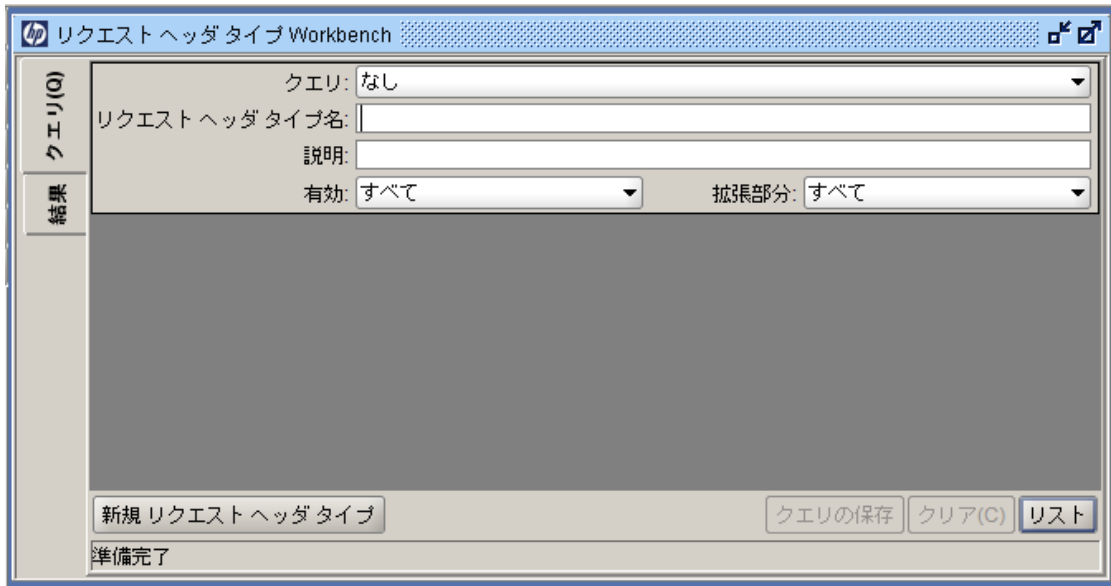 hp リクエスト ヘッダ タイプ Workbench
クエリ(Q)
結果
クエリ: なし
リクエスト ヘッダ タイプ名:
説明:
有効: すべて 拡張部分: すべて
新規 リクエスト ヘッダ タイプ クエリの保存 クリア(C) リスト
準備完了